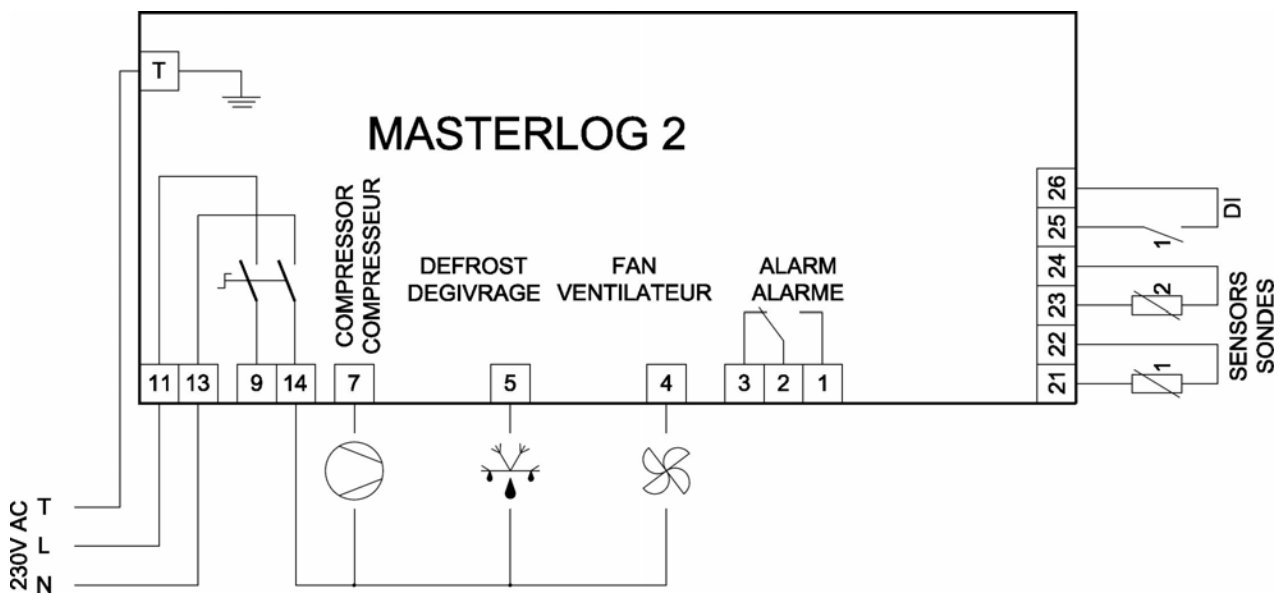 T
MASTERLOG 2
COMPRESSOR
COMPRESSEUR
DEFROST
DEGIVRAGE
FAN
VENTILATEUR
ALARM
ALARME
11 13 9 14 7 5 4 3 2 1
26
25
24
23
22
21
1
DI
2
1
SENSORS
SONDES
230V AC
T
L
N